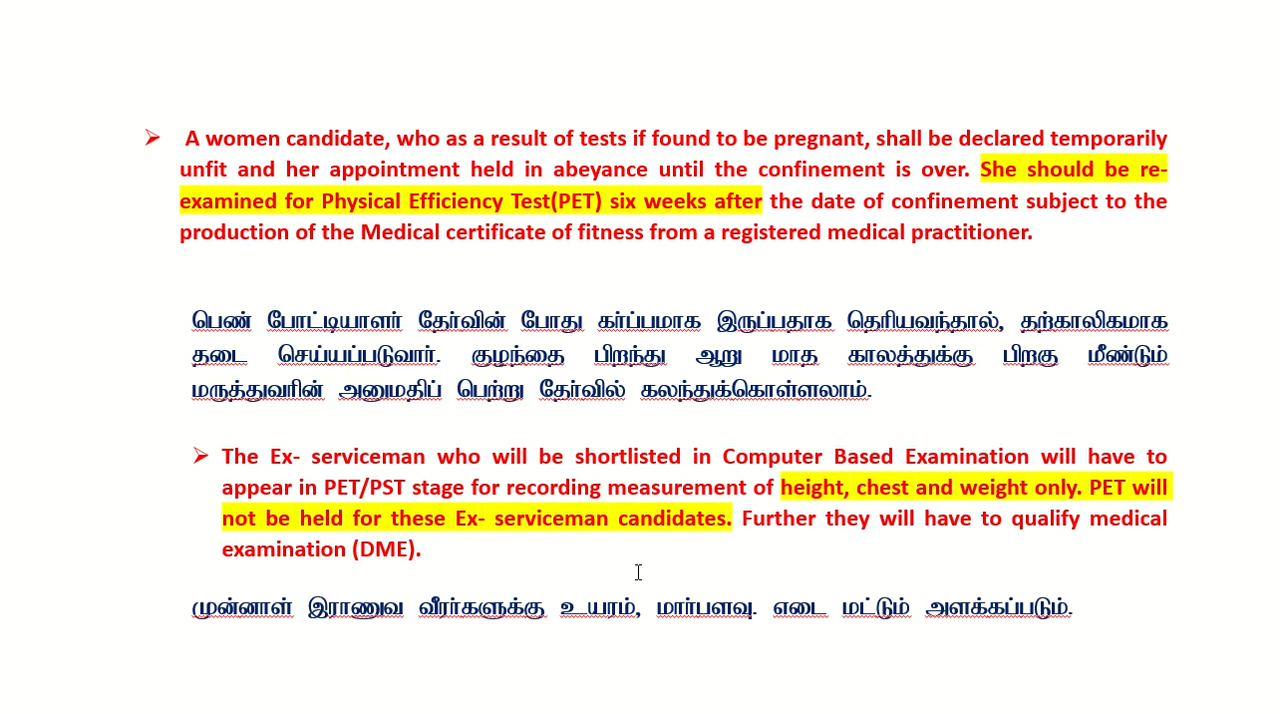 ➢ A women candidate, who as a result of tests if found to be pregnant, shall be declared temporarily
unfit and her appointment held in abeyance until the confinement is over. She should be re-
examined for Physical Efficiency Test(PET) six weeks after the date of confinement subject to the
production of the Medical certificate of fitness from a registered medical practitioner.
பெண் போட்டியாளர் தேர்வின் போது கர்ப்பமாக இருப்பதாக தெரியவந்தால், தற்காலிகமாக
தடை செய்யப்படுவார். குழந்தை பிறந்து ஆறு மாத காலத்துக்கு பிறகு மீண்டும்
மருத்துவரின் அனுமதிப் பெற்று தேர்வில் கலந்துக்கொள்ளலாம்.
➢ The Ex- serviceman who will be shortlisted in Computer Based Examination will have to
appear in PET/PST stage for recording measurement of height, chest and weight only. PET will
not be held for these Ex- serviceman candidates. Further they will have to qualify medical
examination (DME).
முன்னாள் இராணுவ வீரர்களுக்கு உயரம், மார்பளவு. எடை மட்டும் அளக்கப்படும்.